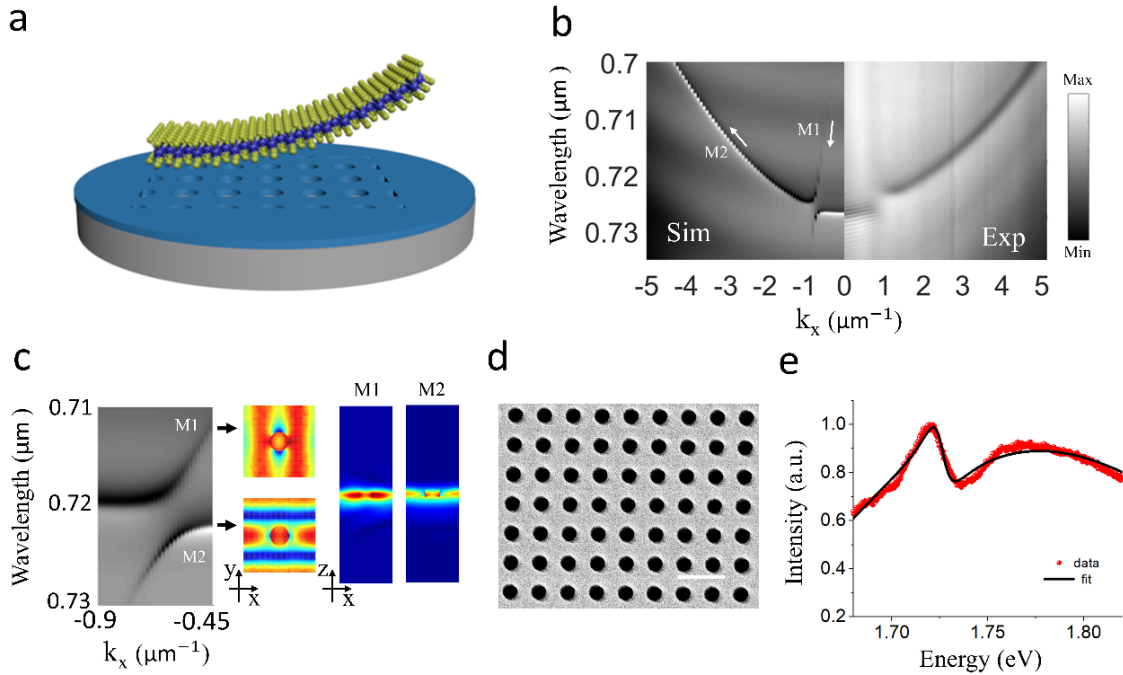 a
b
Wavelength (μm)
0.7
0.71
0.72
0.73
M1
M2
Sim
Exp
Max
Min
-5 -4 -3 -2 -1 0 1 2 3 4 5
kₓ (μm⁻¹)
c
Wavelength (μm)
0.71
0.72
0.73
M1
M2
-0.9 -0.45
kₓ (μm⁻¹)
M1 M2
y
x
z
x
d
e
Intensity (a.u.)
1.0
0.8
0.6
0.4
0.2
data
fit
1.70 1.75 1.80
Energy (eV)